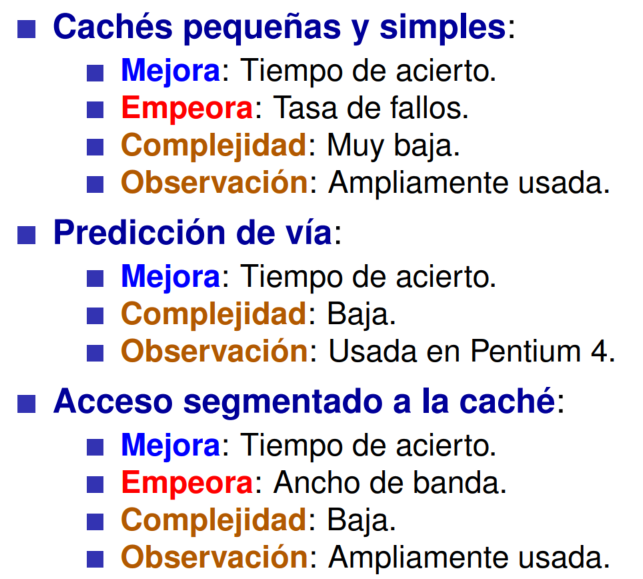 Cachés pequeñas y simples:
Mejora: Tiempo de acierto.
Empeora: Tasa de fallos.
Complejidad: Muy baja.
Observación: Ampliamente usada.
Predicción de vía:
Mejora: Tiempo de acierto.
Complejidad: Baja.
Observación: Usada en Pentium 4.
Acceso segmentado a la caché:
Mejora: Tiempo de acierto.
Empeora: Ancho de banda.
Complejidad: Baja.
Observación: Ampliamente usada.